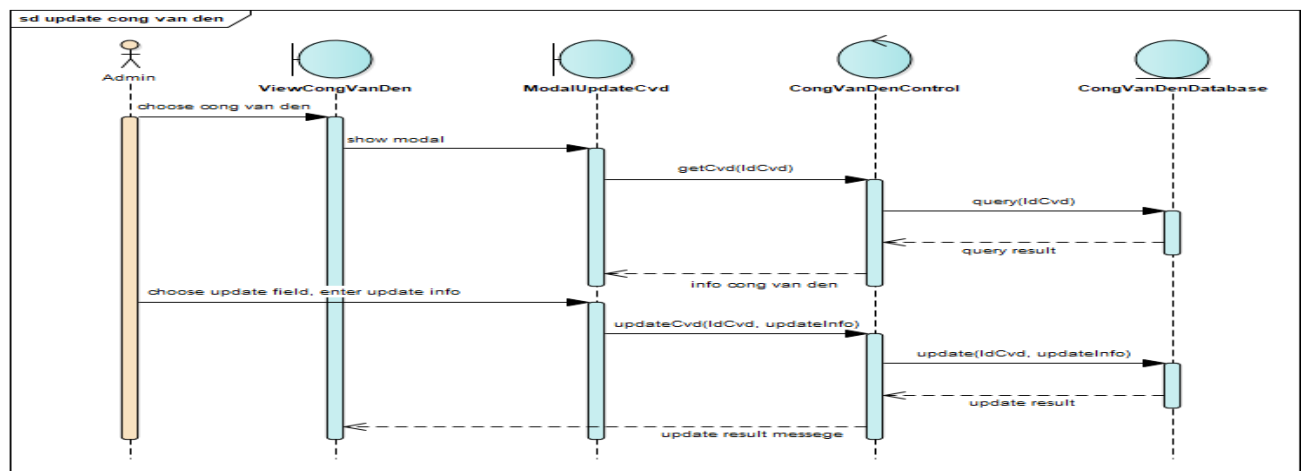 sd update cong van den
Admin
ViewCongVanDen
ModalUpdateCvd
CongVanDenControl
CongVanDenDatabase
choose cong van den
show modal
getCvd(IdCvd)
query(IdCvd)
query result
info cong van den
choose update field, enter update info
updateCvd(IdCvd, updateInfo)
update(IdCvd, updateInfo)
update result
update result messege